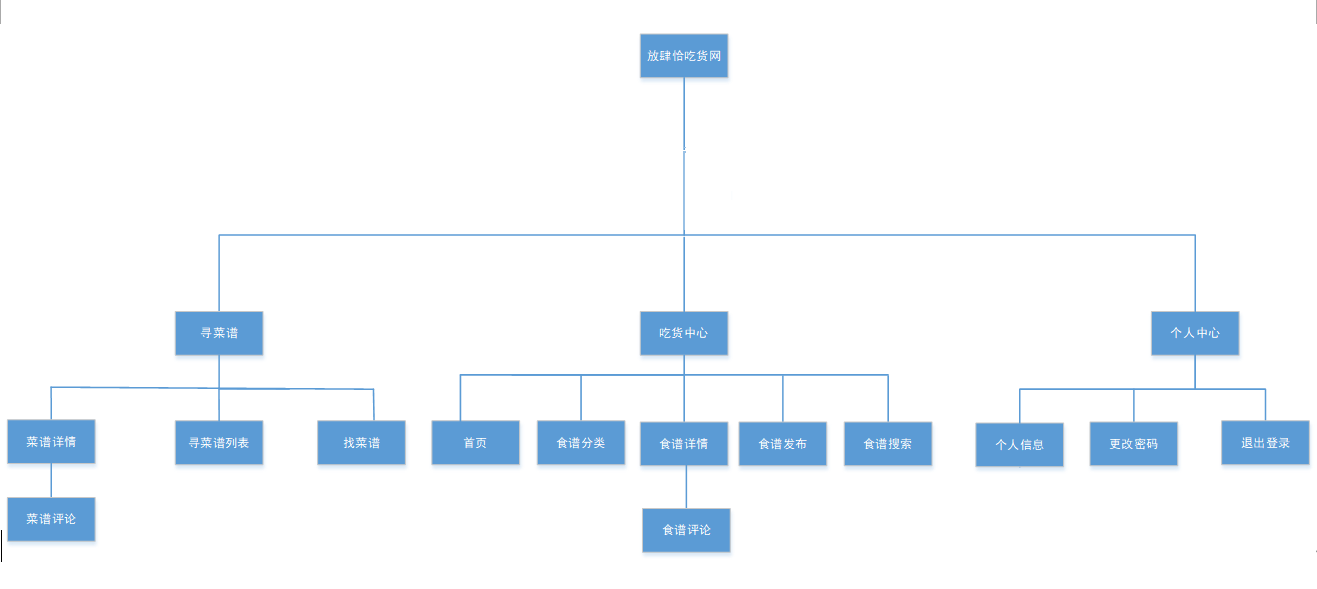 放肆恰吃货网
寻菜谱
吃货中心
个人中心
菜谱详情
寻菜谱列表
找菜谱
首页
食谱分类
食谱详情
食谱发布
食谱搜索
个人信息
更改密码
退出登录
菜谱评论
食谱评论